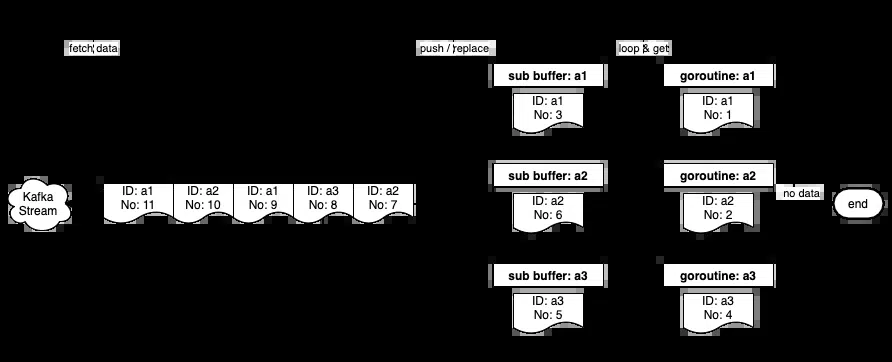 fetch data
push / replace
loop & get
sub buffer: a1
goroutine: a1
ID: a1
No: 3
ID: a1
No: 1
Kafka
Stream
ID: a1
No: 11
ID: a2
No: 10
ID: a1
No: 9
ID: a3
No: 8
ID: a2
No: 7
sub buffer: a2
goroutine: a2
ID: a2
No: 6
ID: a2
No: 2
no data
end
sub buffer: a3
goroutine: a3
ID: a3
No: 5
ID: a3
No: 4